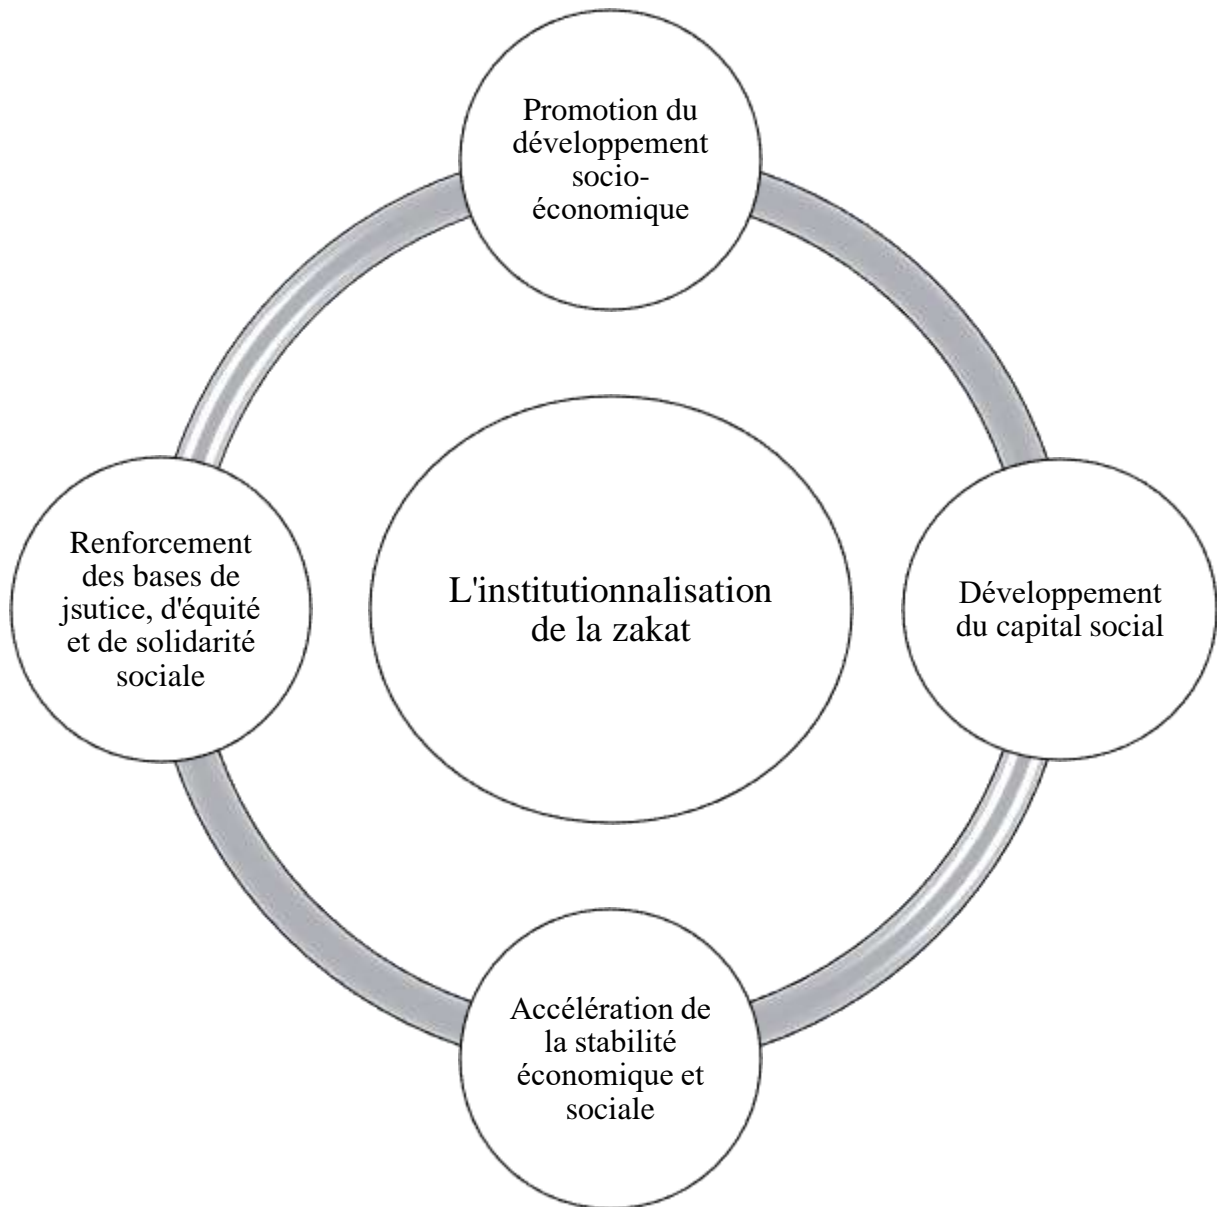 Promotion du
développement
socio-
économique
Renforcement
des bases de
jsutice, d'équité
et de solidarité
sociale
L'institutionnalisation
de la zakat
Développement
du capital social
Accélération de
la stabilité
économique et
sociale